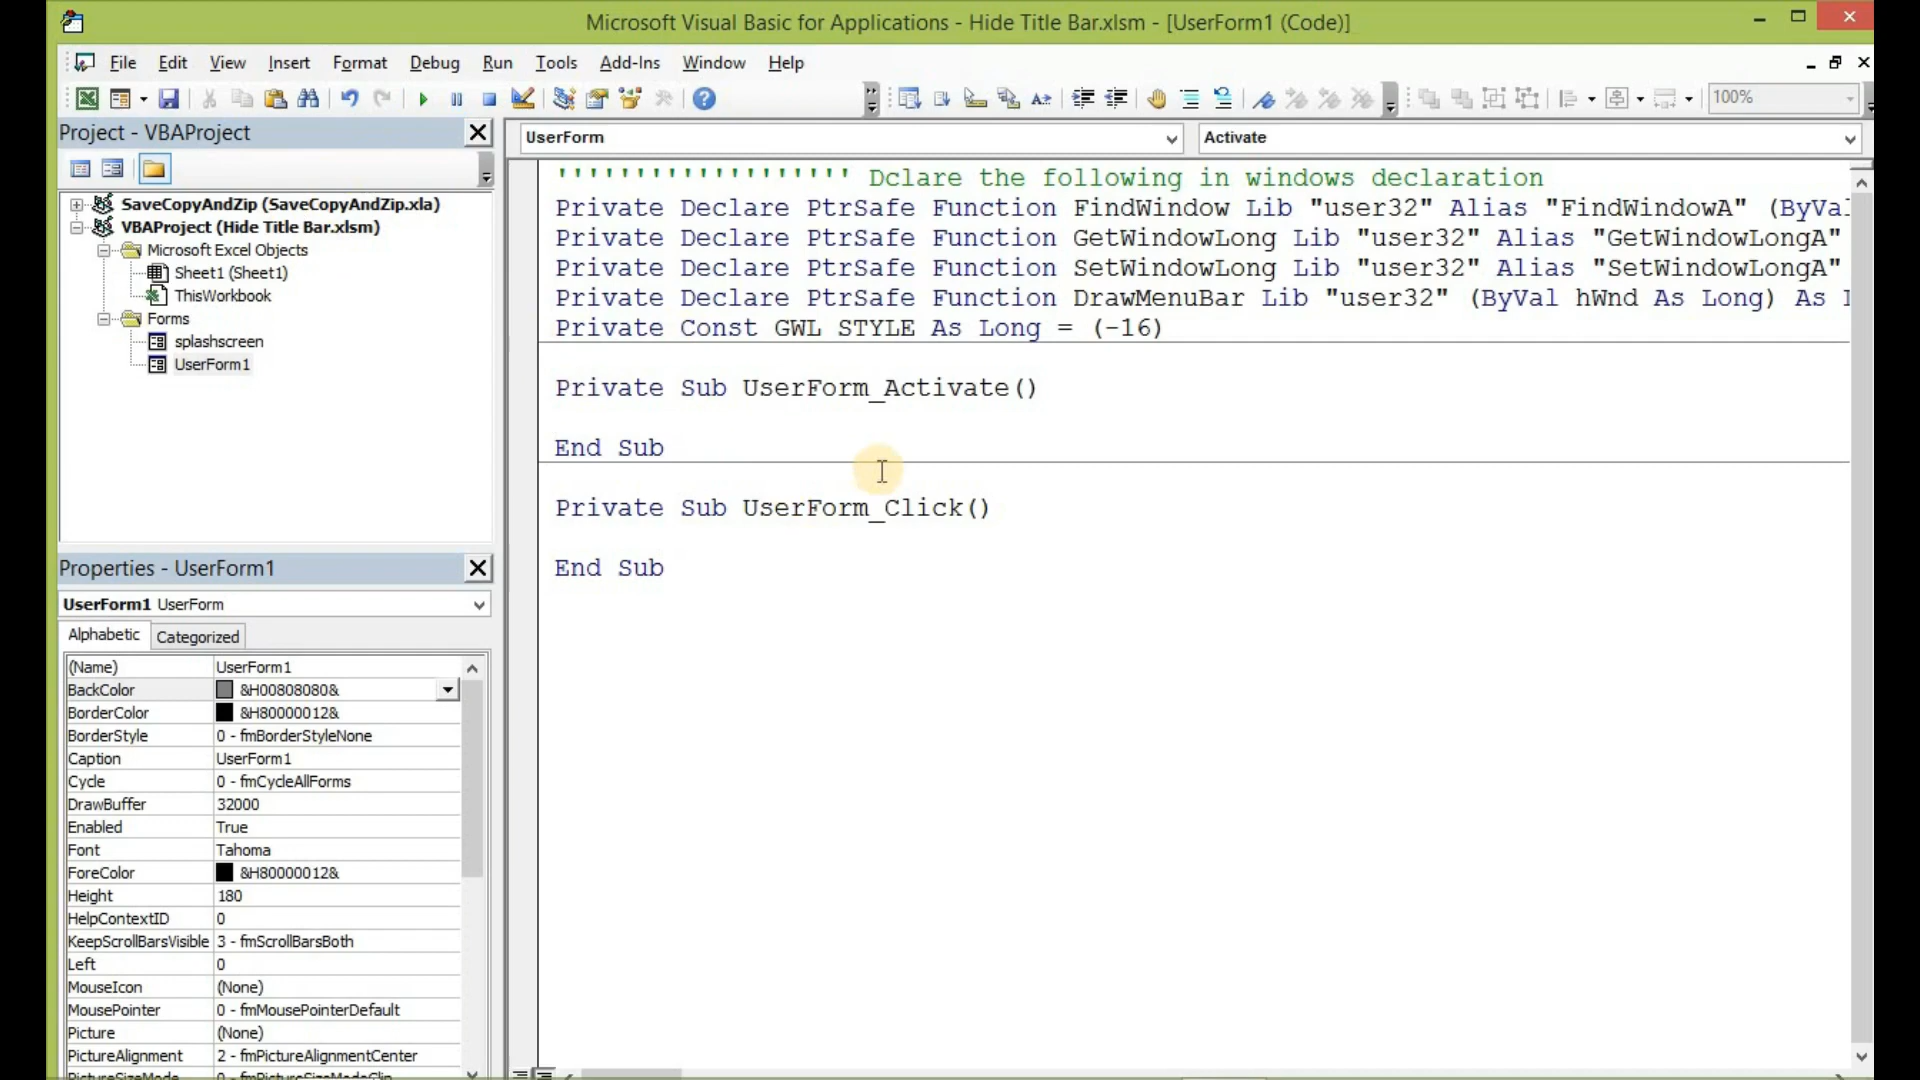 Microsoft Visual Basic for Applications - Hide Title Bar.xlsm - [UserForm1 (Code)]
File Edit View Insert Format Debug Run Tools Add-Ins Window Help
100%
Project - VBAProject
SaveCopyAndZip (SaveCopyAndZip.xla)
VBAProject (Hide Title Bar.xlsm)
Microsoft Excel Objects
Sheet1 (Sheet1)
ThisWorkbook
Forms
splashscreen
UserForm1
Properties - UserForm1
UserForm1 UserForm
Alphabetic Categorized
(Name) UserForm1
BackColor &H00808080&
BorderColor &H80000012&
BorderStyle 0 - fmBorderStyleNone
Caption UserForm1
Cycle 0 - fmCycleAllForms
DrawBuffer 32000
Enabled True
Font Tahoma
ForeColor &H80000012&
Height 180
HelpContextID 0
KeepScrollBarsVisible 3 - fmScrollBarsBoth
Left 0
MouseIcon (None)
MousePointer 0 - fmMousePointerDefault
Picture (None)
PictureAlignment 2 - fmPictureAlignmentCenter
PictureSizeMode 0 - fmPictureSizeModeClip
UserForm Activate
''''''''''''''''''' Dclare the following in windows declaration
Private Declare PtrSafe Function FindWindow Lib "user32" Alias "FindWindowA" (ByVal
Private Declare PtrSafe Function GetWindowLong Lib "user32" Alias "GetWindowLongA"
Private Declare PtrSafe Function SetWindowLong Lib "user32" Alias "SetWindowLongA"
Private Declare PtrSafe Function DrawMenuBar Lib "user32" (ByVal hWnd As Long) As
Private Const GWL STYLE As Long = (-16)
Private Sub UserForm_Activate()
End Sub
Private Sub UserForm_Click()
End Sub